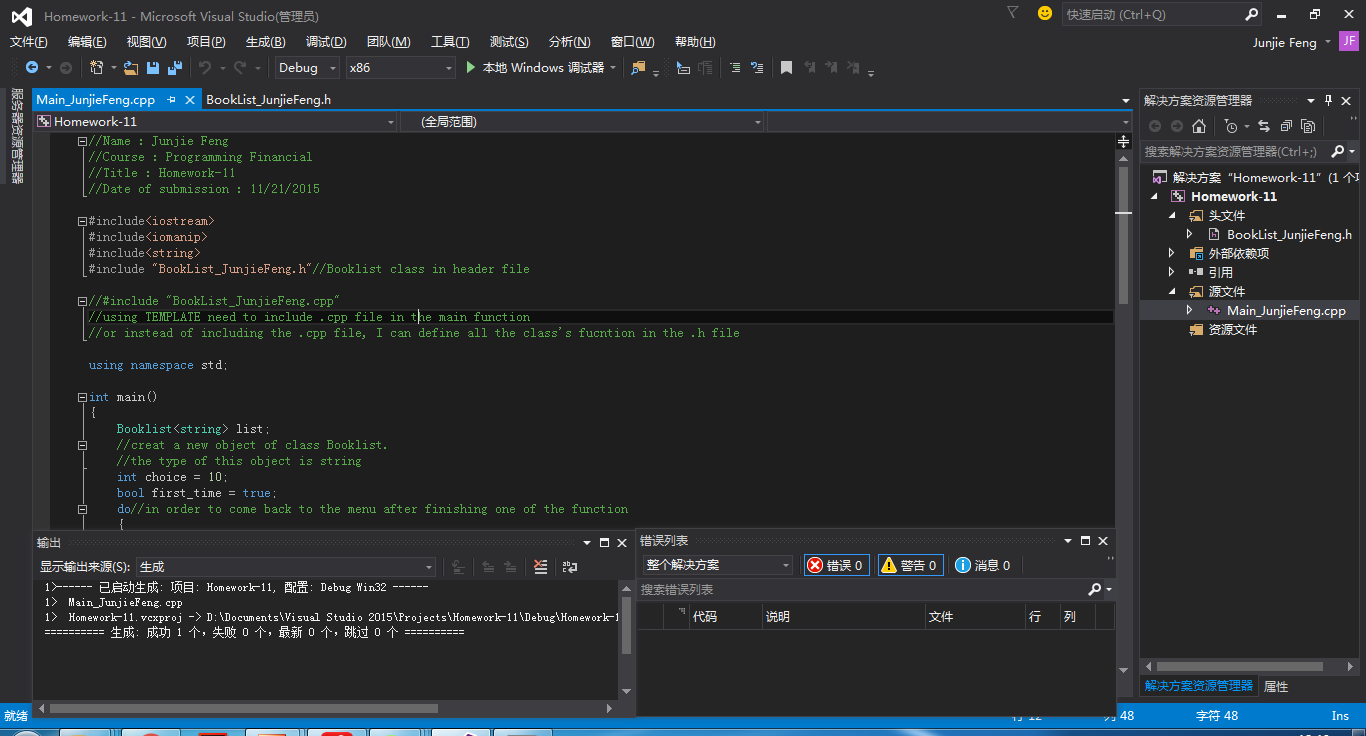 Homework-11 - Microsoft Visual Studio(管理员)
快速启动 (Ctrl+Q)
文件(F) 编辑(E) 视图(V) 项目(P) 生成(B) 调试(D) 团队(M) 工具(T) 测试(S) 分析(N) 窗口(W) 帮助(H)
Junjie Feng JF
Debug x86 本地 Windows 调试器
服务器资源管理器
Main_JunjieFeng.cpp BookList_JunjieFeng.h
Homework-11 (全局范围)
//Name : Junjie Feng
//Course : Programming Financial
//Title : Homework-11
//Date of submission : 11/21/2015
#include<iostream>
#include<iomanip>
#include<string>
#include "BookList_JunjieFeng.h"//Booklist class in header file
//#include "BookList_JunjieFeng.cpp"
//using TEMPLATE need to include .cpp file in the main function
//or instead of including the .cpp file, I can define all the class's fucntion in the .h file
using namespace std;
int main()
{
Booklist<string> list;
//creat a new object of class Booklist.
//the type of this object is string
int choice = 10;
bool first_time = true;
do//in order to come back to the menu after finishing one of the function
{
输出
显示输出来源(S): 生成
1>------ 已启动生成: 项目: Homework-11, 配置: Debug Win32 ------
1> Main_JunjieFeng.cpp
1> Homework-11.vcxproj -> D:\Documents\Visual Studio 2015\Projects\Homework-11\Debug\Homework-1
========== 生成: 成功 1 个，失败 0 个，最新 0 个，跳过 0 个 ==========
错误列表
整个解决方案 错误 0 警告 0 消息 0
搜索错误列表
代码 说明 文件 行 列
解决方案资源管理器
搜索解决方案资源管理器(Ctrl+;)
解决方案 "Homework-11" (1 个
Homework-11
头文件
BookList_JunjieFeng.h
外部依赖项
引用
源文件
Main_JunjieFeng.cpp
资源文件
解决方案资源管理器 属性
就绪 行 12 列 48 字符 48 Ins